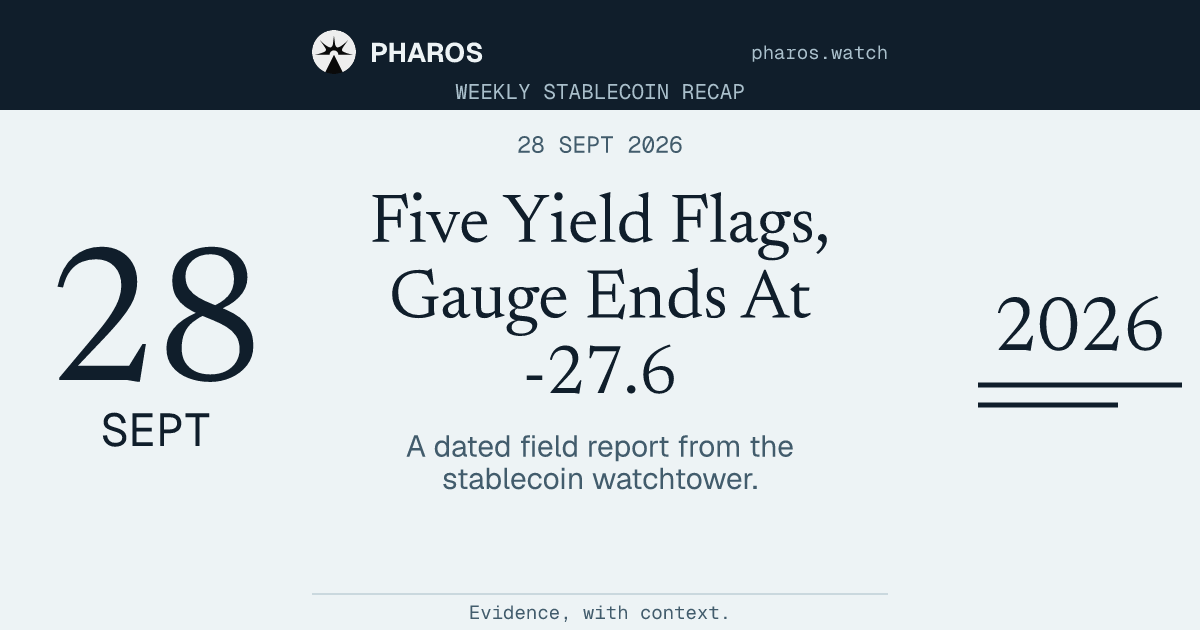 PHAROS
pharos.watch
WEEKLY STABLECOIN RECAP
28 SEPT 2026
Five Yield Flags,
Gauge Ends At
-27.6
A dated field report from the
stablecoin watchtower.
28
SEPT
2026
Evidence, with context.